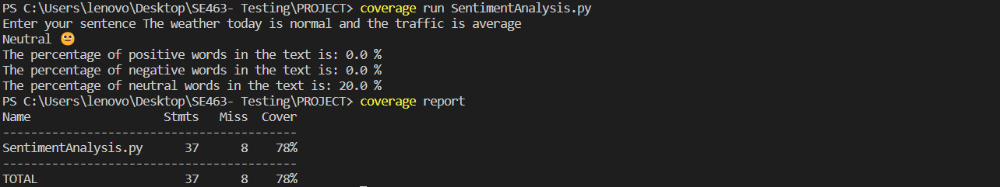 PS C:\Users\lenovo\Desktop\SE463- Testing\PROJECT> coverage run SentimentAnalysis.py
Enter your sentence The weather today is normal and the traffic is average
Neutral 😐
The percentage of positive words in the text is: 0.0 %
The percentage of negative words in the text is: 0.0 %
The percentage of neutral words in the text is: 20.0 %
PS C:\Users\lenovo\Desktop\SE463- Testing\PROJECT> coverage report
Name                    Stmts   Miss  Cover
-------------------------------------------
SentimentAnalysis.py       37      8    78%
-------------------------------------------
TOTAL                      37      8    78%